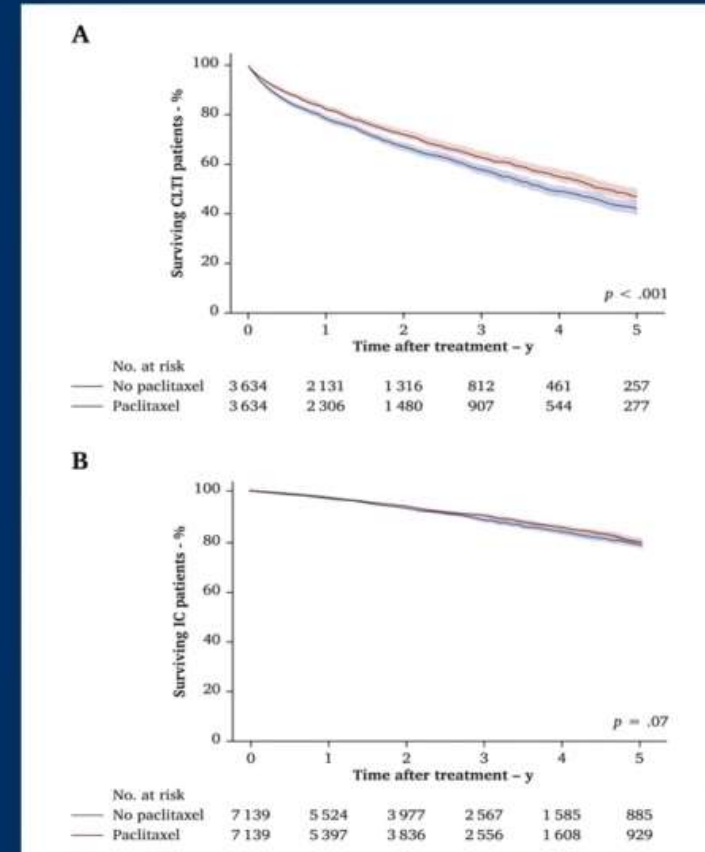 A
Surviving CLTI patients - %
100
80
60
40
20
0
p < .001
0 1 2 3 4 5
Time after treatment – y
No. at risk
No paclitaxel 3 634 2 131 1 316 812 461 257
Paclitaxel 3 634 2 306 1 480 907 544 277
B
Surviving IC patients - %
100
80
60
40
20
0
p = .07
0 1 2 3 4 5
Time after treatment – y
No. at risk
No paclitaxel 7 139 5 524 3 977 2 567 1 585 885
Paclitaxel 7 139 5 397 3 836 2 556 1 608 929